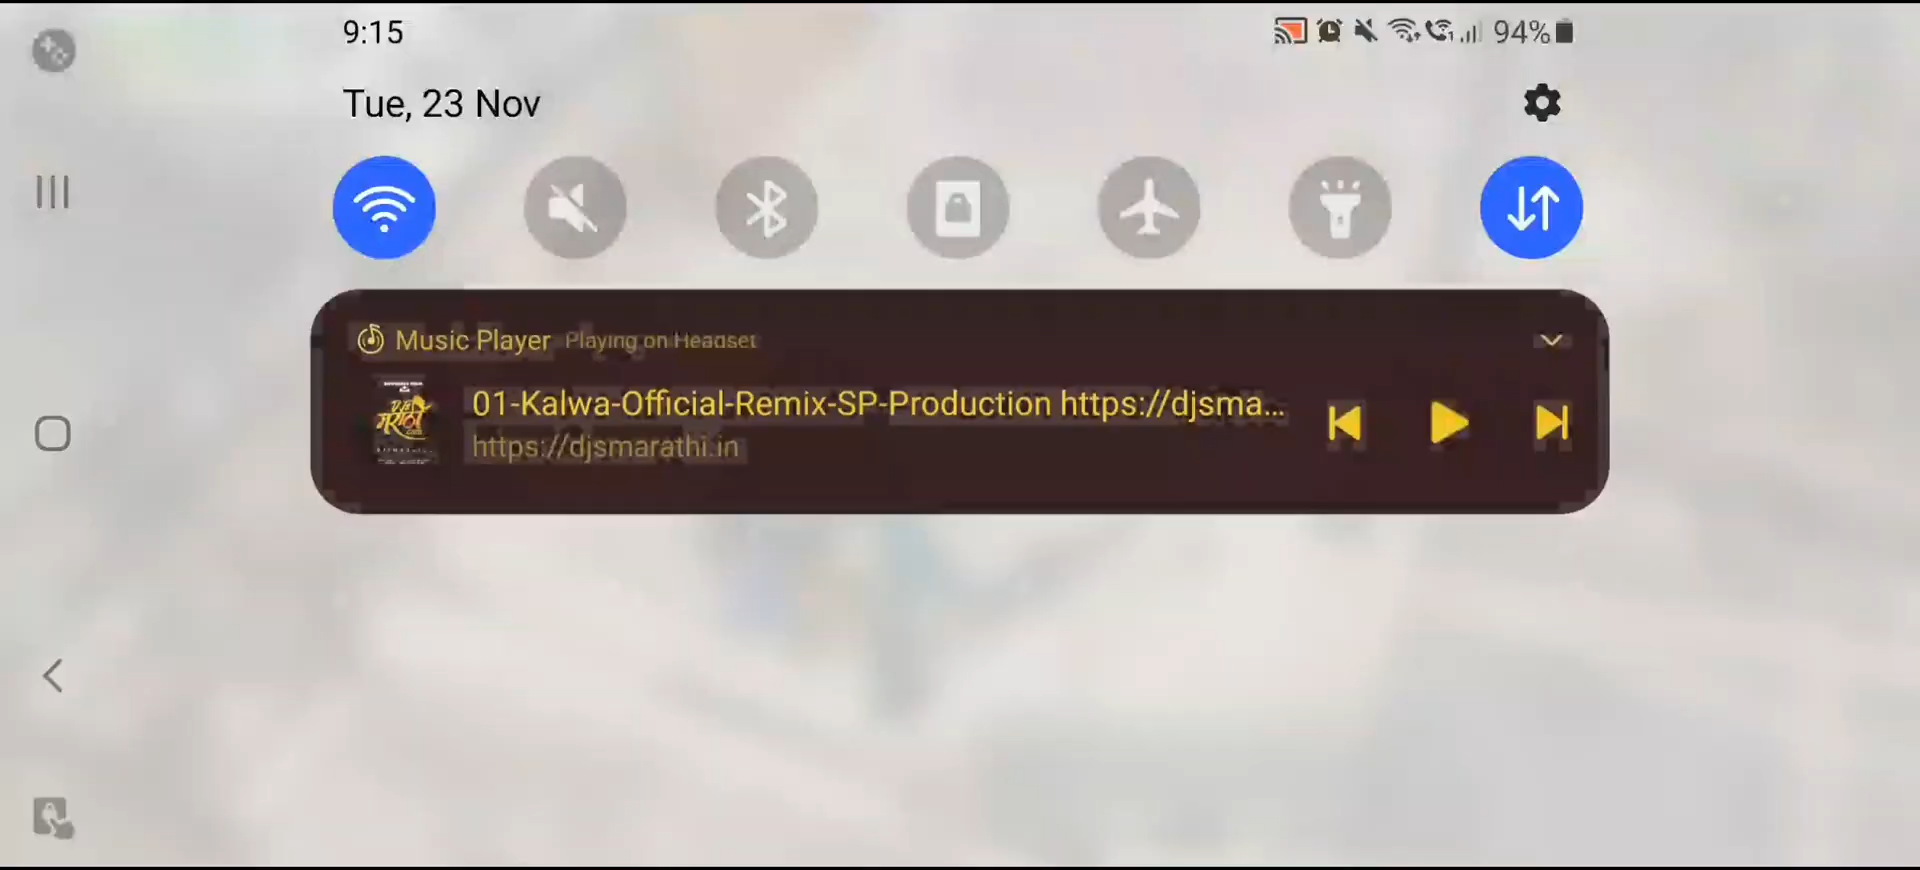 9:15
94%
Tue, 23 Nov
Music Player Playing on Headset
01-Kalwa-Official-Remix-SP-Production https://djsma...
https://djsmarathi.in